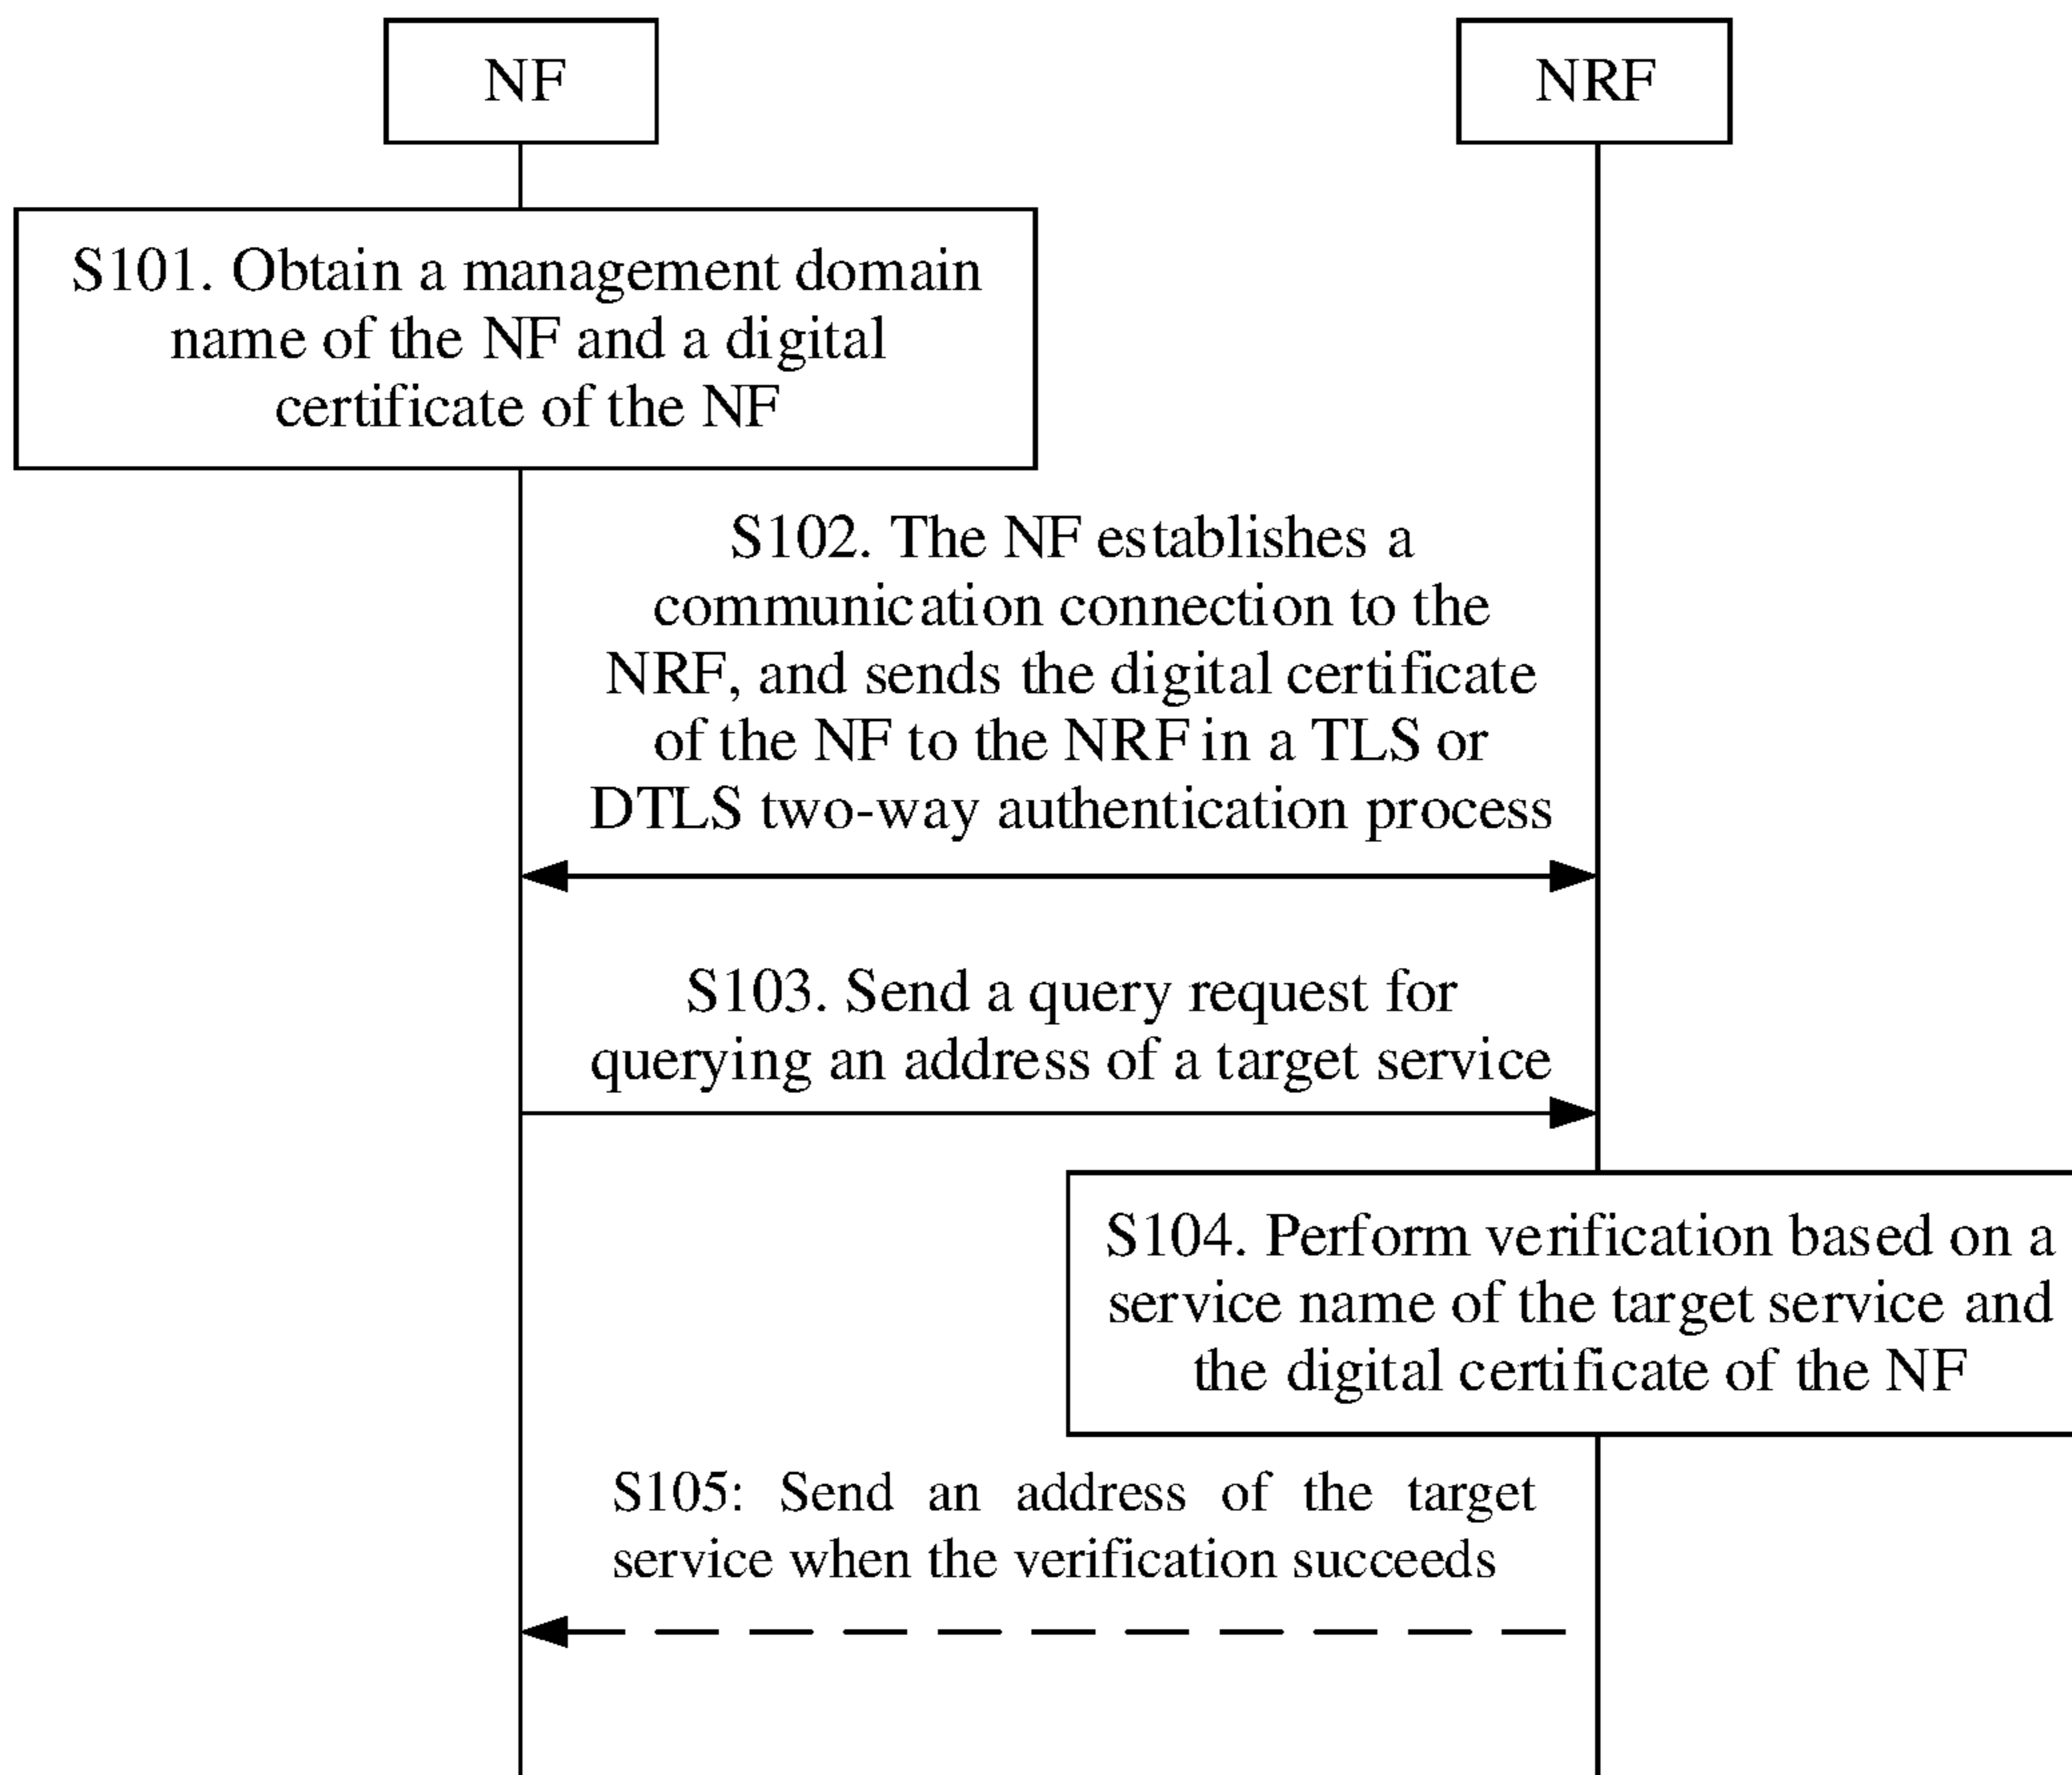 NF
NRF
S101. Obtain a management domain
name of the NF and a digital
certificate of the NF
S102. The NF establishes a
communication connection to the
NRF, and sends the digital certificate
of the NF to the NRF in a TLS or
DTLS two-way authentication process
S103. Send a query request for
querying an address of a target service
S104. Perform verification based on a
service name of the target service and
the digital certificate of the NF
S105: Send an address of the target
service when the verification succeeds